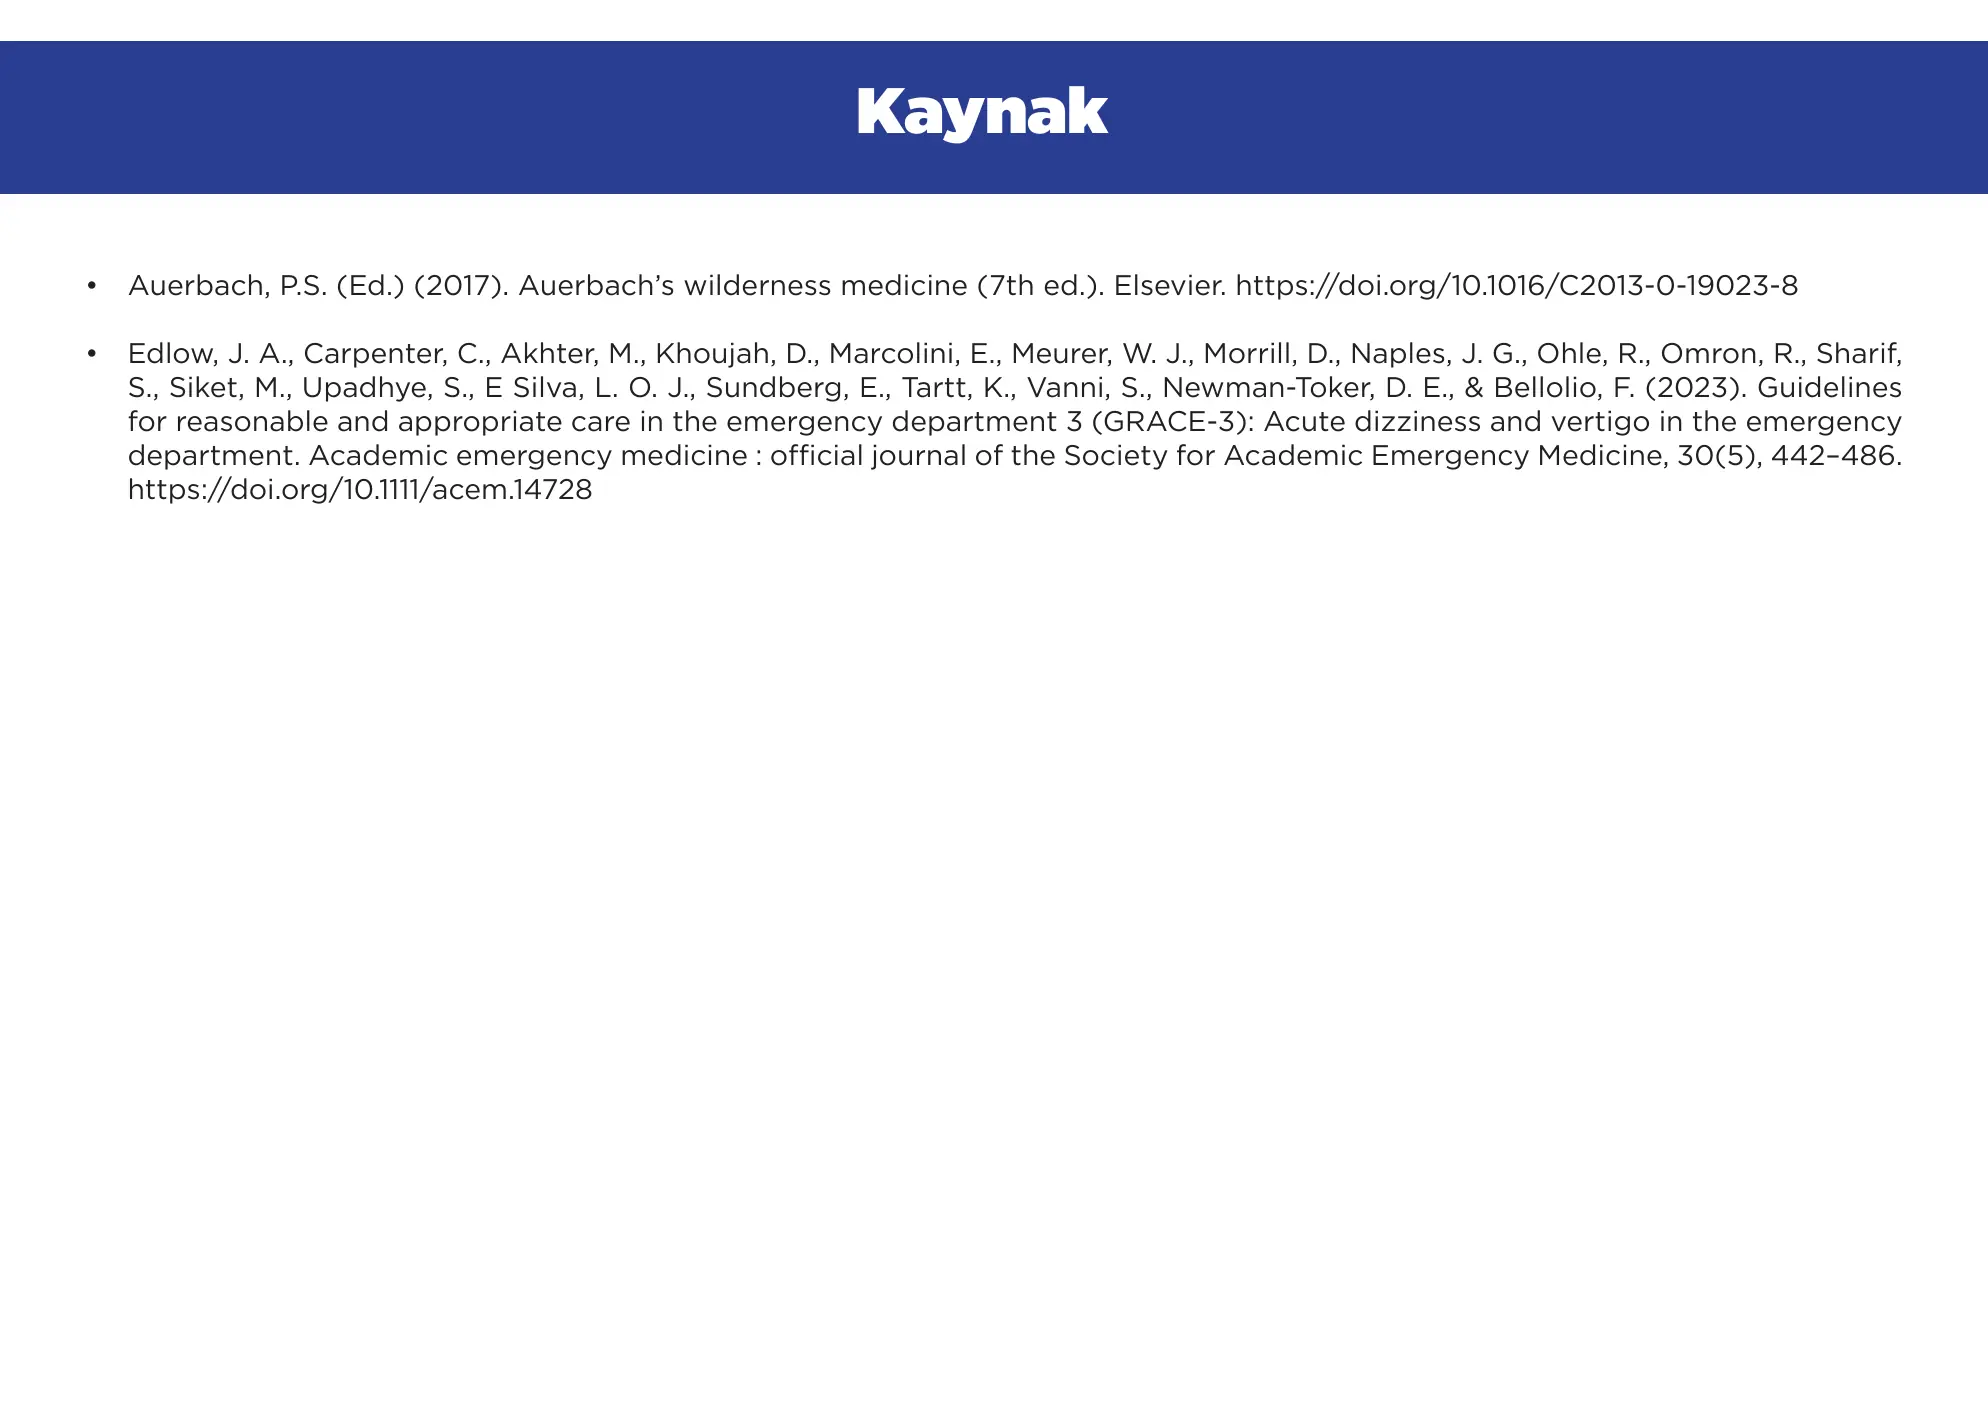 Kaynak
• Auerbach, P.S. (Ed.) (2017). Auerbach’s wilderness medicine (7th ed.). Elsevier. https://doi.org/10.1016/C2013-0-19023-8
• Edlow, J. A., Carpenter, C., Akhter, M., Khoujah, D., Marcolini, E., Meurer, W. J., Morrill, D., Naples, J. G., Ohle, R., Omron, R., Sharif,
S., Siket, M., Upadhye, S., E Silva, L. O. J., Sundberg, E., Tartt, K., Vanni, S., Newman-Toker, D. E., & Bellolio, F. (2023). Guidelines
for reasonable and appropriate care in the emergency department 3 (GRACE-3): Acute dizziness and vertigo in the emergency
department. Academic emergency medicine : official journal of the Society for Academic Emergency Medicine, 30(5), 442–486.
https://doi.org/10.1111/acem.14728